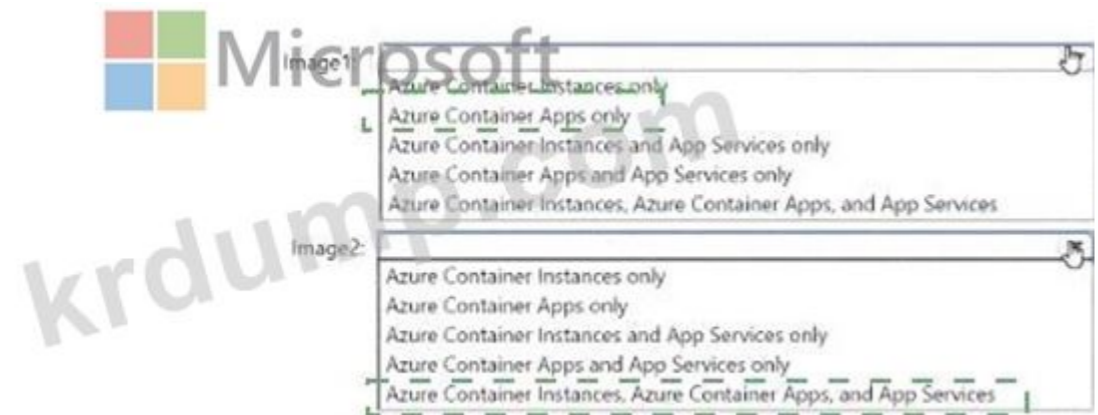 Microsoft
Image1:
Azure Container Instances only
Azure Container Apps only
Azure Container Instances and App Services only
Azure Container Apps and App Services only
Azure Container Instances, Azure Container Apps, and App Services
krdump.com
Image2:
Azure Container Instances only
Azure Container Apps only
Azure Container Instances and App Services only
Azure Container Apps and App Services only
Azure Container Instances, Azure Container Apps, and App Services